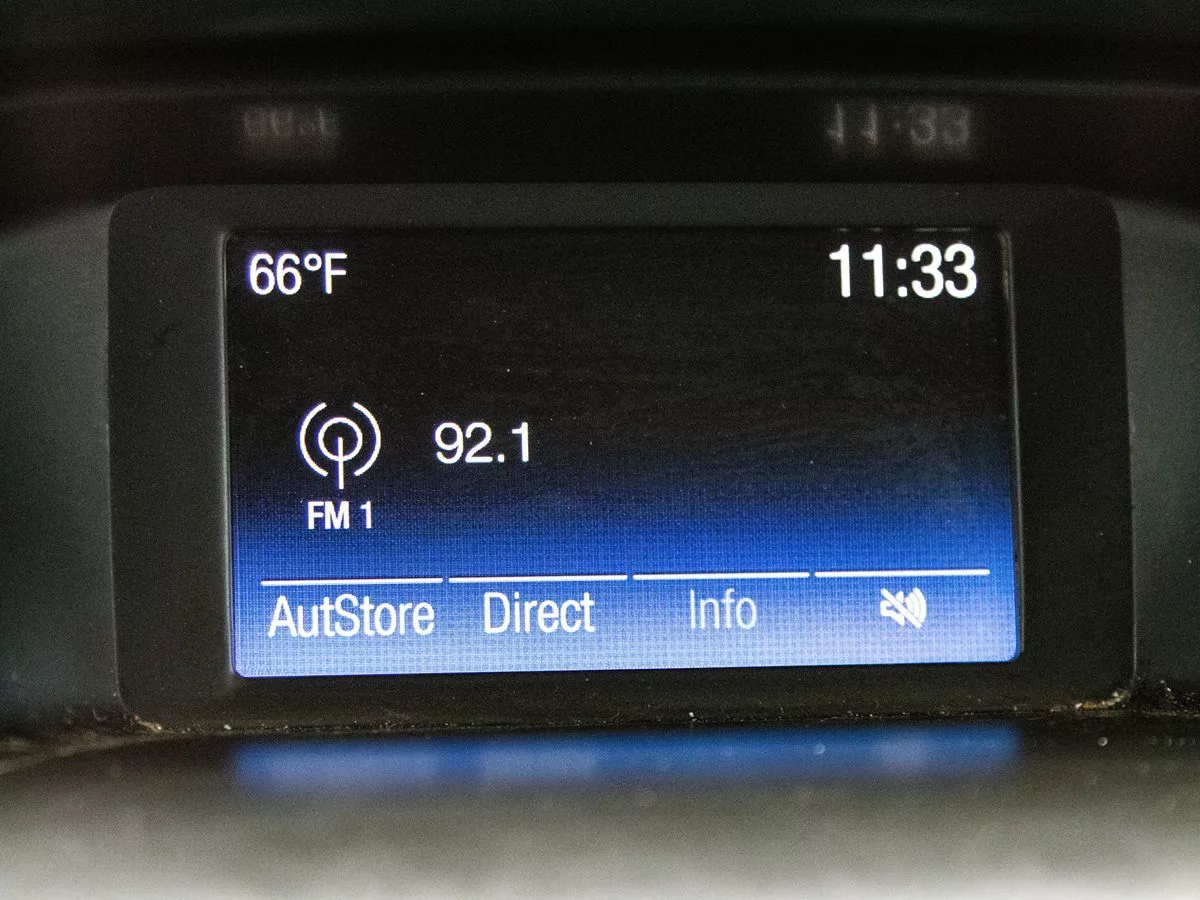 66°F 11:33
92.1
FM 1
AutStore Direct Info